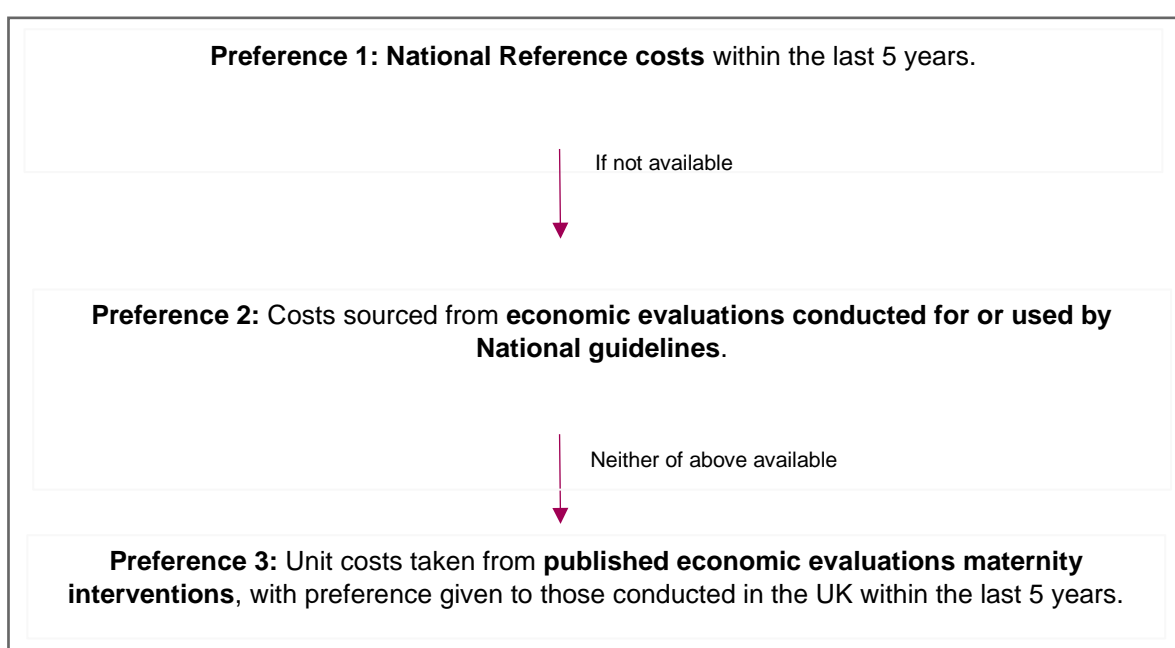 Preference 1: National Reference costs within the last 5 years.
If not available
Preference 2: Costs sourced from economic evaluations conducted for or used by
National guidelines.
Neither of above available
Preference 3: Unit costs taken from published economic evaluations maternity
interventions, with preference given to those conducted in the UK within the last 5 years.